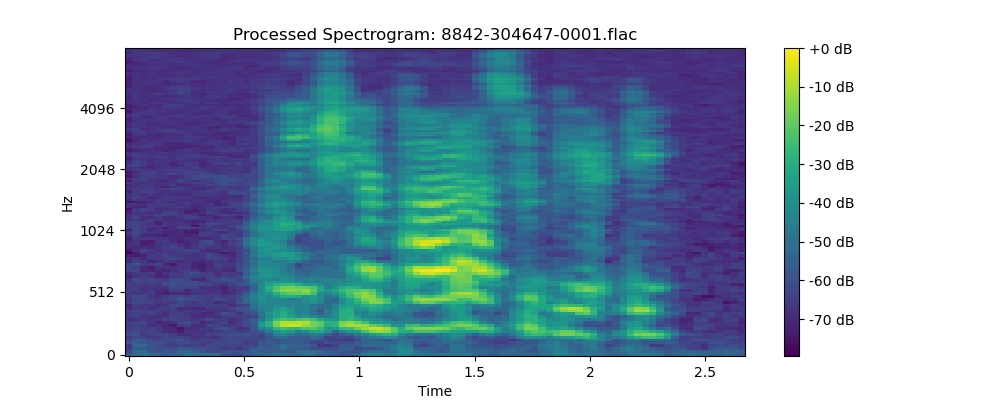 Processed Spectrogram: 8842-304647-0001.flac
Hz
4096
2048
1024
512
0
0
0.5
1
1.5
2
2.5
Time
+0 dB
-10 dB
-20 dB
-30 dB
-40 dB
-50 dB
-60 dB
-70 dB